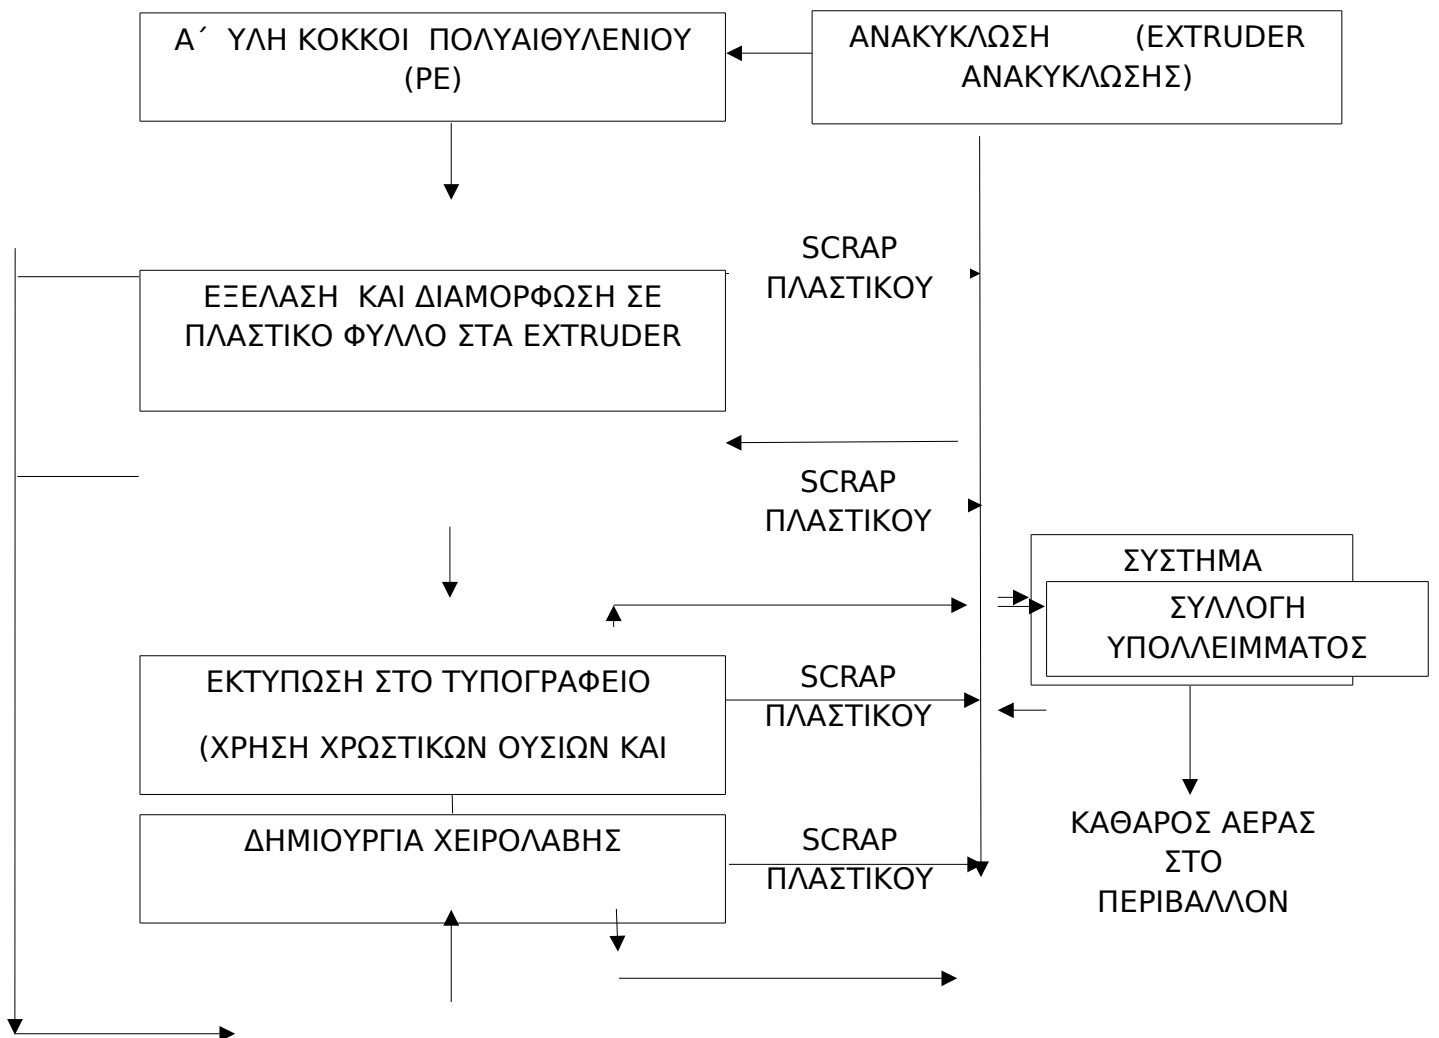 Α΄ ΥΛΗ ΚΟΚΚΟΙ ΠΟΛΥΑΙΘΥΛΕΝΙΟΥ
(PE)
ΑΝΑΚΥΚΛΩΣΗ (EXTRUDER
ΑΝΑΚΥΚΛΩΣΗΣ)
SCRAP
ΠΛΑΣΤΙΚΟΥ
ΕΞΕΛΑΣΗ ΚΑΙ ΔΙΑΜΟΡΦΩΣΗ ΣΕ
ΠΛΑΣΤΙΚΟ ΦΥΛΛΟ ΣΤΑ EXTRUDER
SCRAP
ΠΛΑΣΤΙΚΟΥ
ΣΥΣΤΗΜΑ
ΣΥΛΛΟΓΗ
ΥΠΟΛΛΕΙΜΜΑΤΟΣ
ΕΚΤΥΠΩΣΗ ΣΤΟ ΤΥΠΟΓΡΑΦΕΙΟ
(ΧΡΗΣΗ ΧΡΩΣΤΙΚΩΝ ΟΥΣΙΩΝ ΚΑΙ
SCRAP
ΠΛΑΣΤΙΚΟΥ
ΔΗΜΙΟΥΡΓΙΑ ΧΕΙΡΟΛΑΒΗΣ
SCRAP
ΠΛΑΣΤΙΚΟΥ
ΚΑΘΑΡΟΣ ΑΕΡΑΣ
ΣΤΟ
ΠΕΡΙΒΑΛΛΟΝ